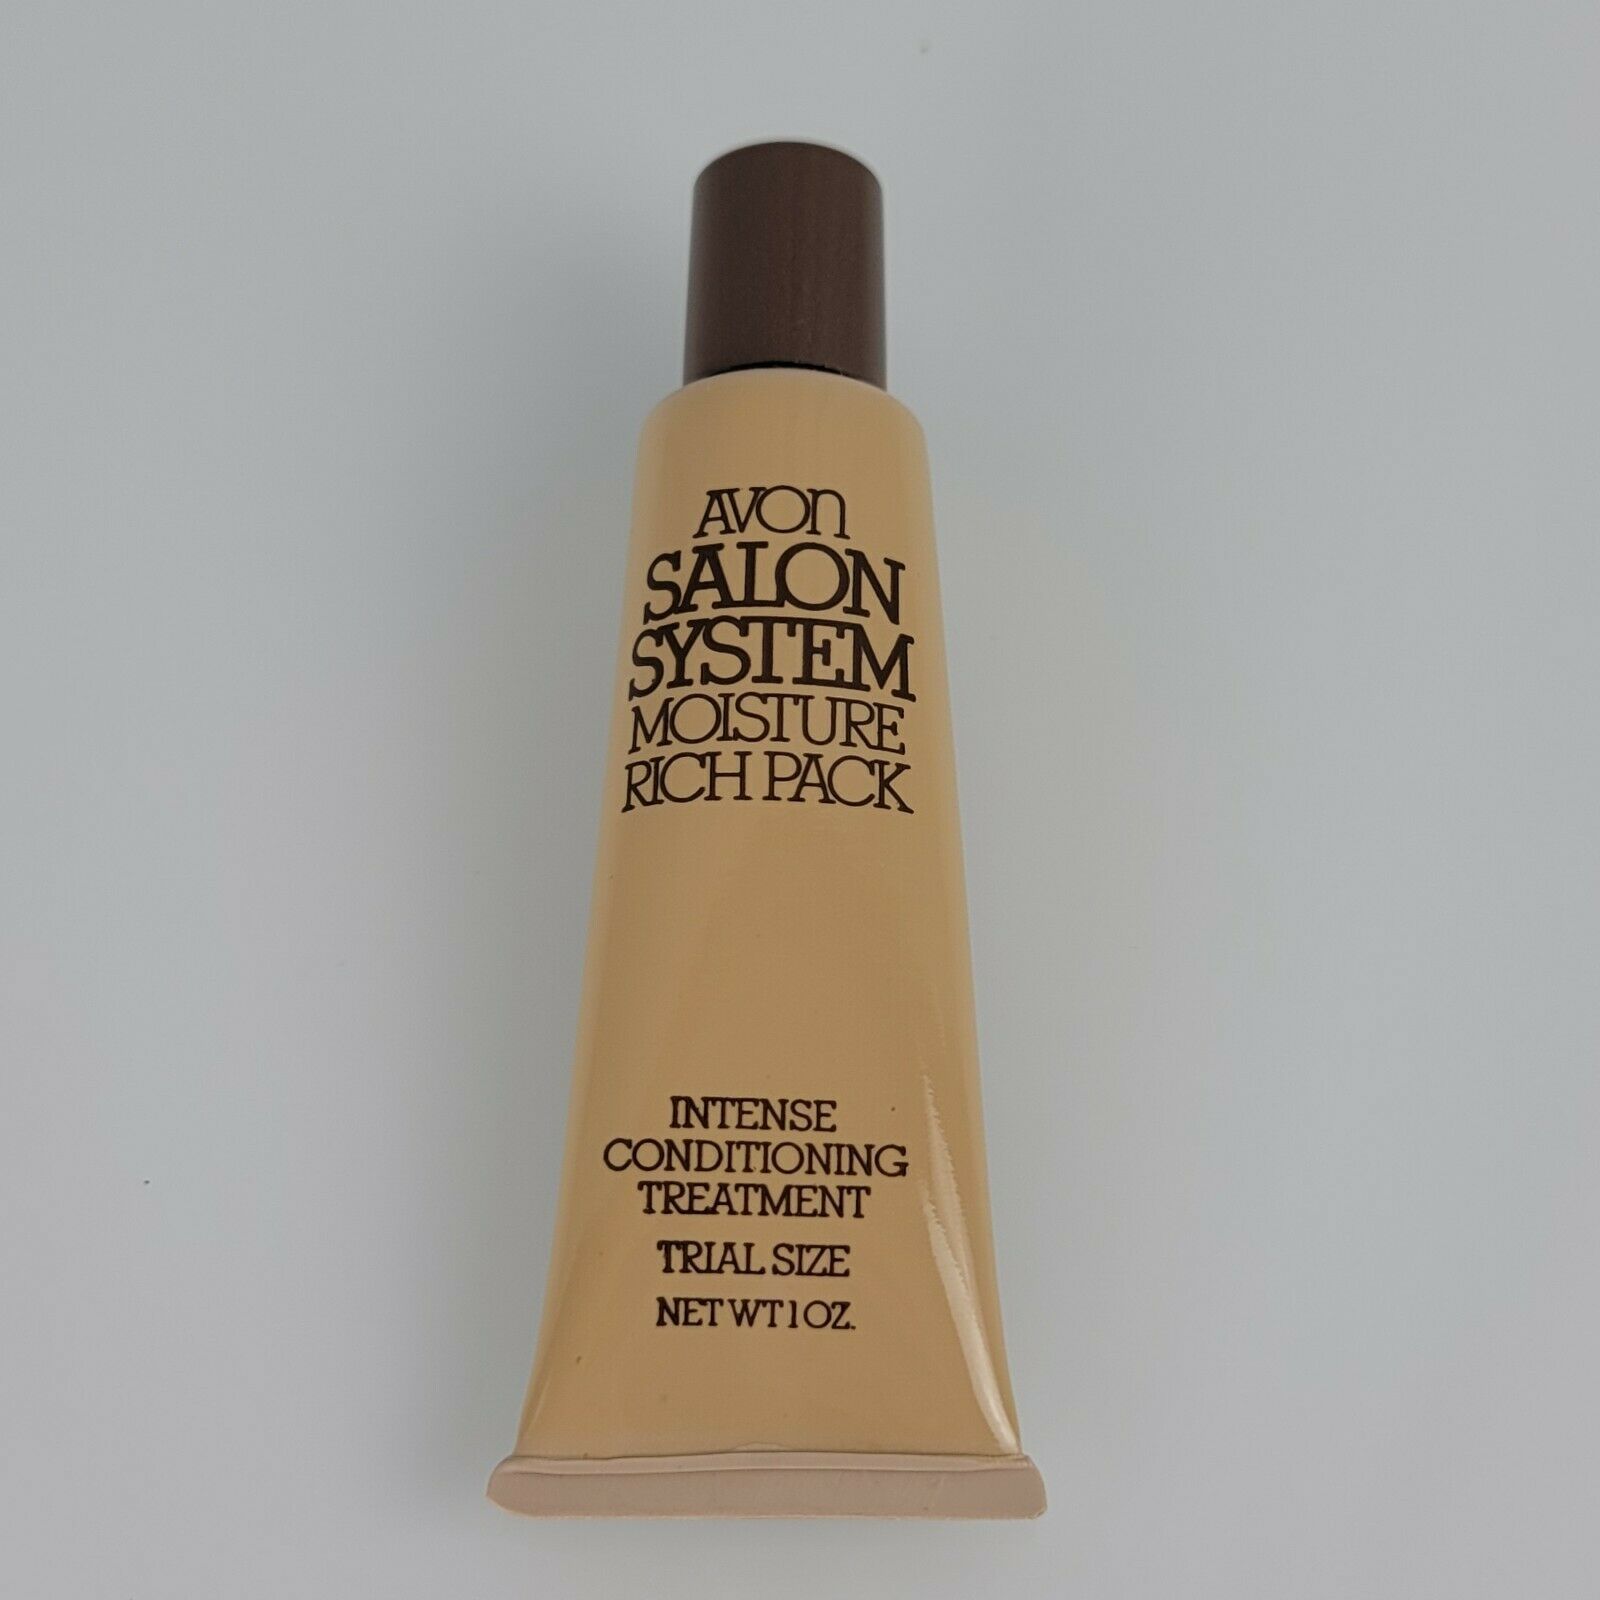 AVON
SALON
SYSTEM
MOISTURE
RICH PACK
INTENSE
CONDITIONING
TREATMENT
TRIAL SIZE
NET WT 1 OZ.